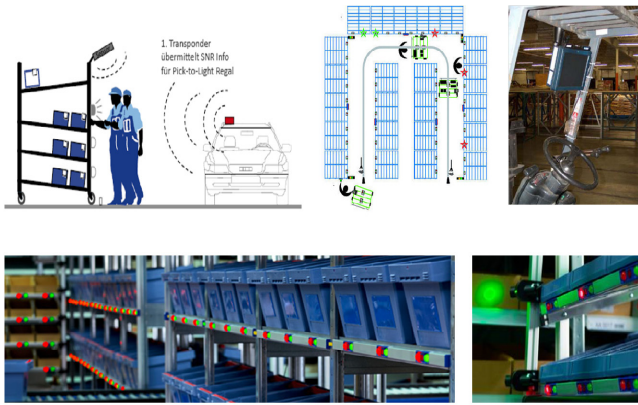 1. Transponder
übermittelt SNR Info
für Pick-to-Light Regal